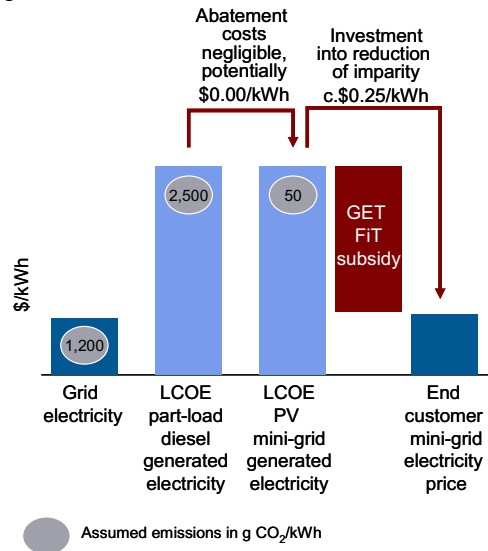 Abatement
costs
negligible,
potentially
$0.00/kWh
Investment
into reduction
of imparity
c.$0.25/kWh
2,500
50
GET
FiT
subsidy
$/kWh
1,200
Grid
electricity
LCOE
part-load
diesel
generated
electricity
LCOE
PV
mini-grid
generated
electricity
End
customer
mini-grid
electricity
price
Assumed emissions in g CO₂/kWh